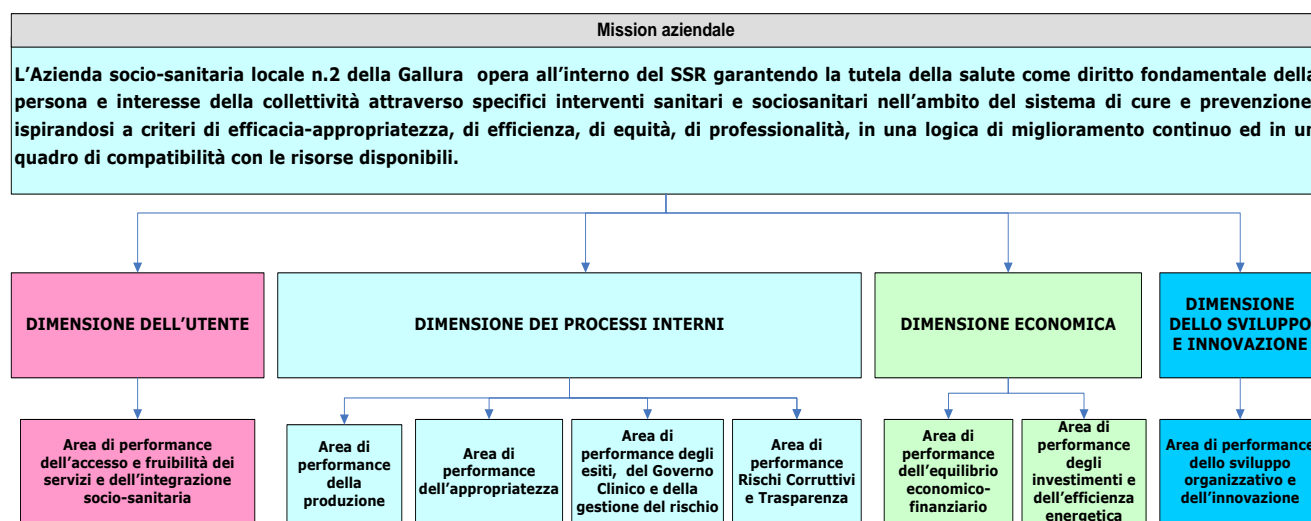 Mission aziendale
L'Azienda socio-sanitaria locale n.2 della Gallura opera all'interno del SSR garantendo la tutela della salute come diritto fondamentale della
persona e interesse della collettività attraverso specifici interventi sanitari e sociosanitari nell'ambito del sistema di cure e prevenzione
ispirandosi a criteri di efficacia-appropriatezza, di efficienza, di equità, di professionalità, in una logica di miglioramento continuo ed in un
quadro di compatibilità con le risorse disponibili.
DIMENSIONE DELL'UTENTE
DIMENSIONE DEI PROCESSI INTERNI
DIMENSIONE ECONOMICA
DIMENSIONE
DELLO SVILUPPO
E INNOVAZIONE
Area di performance
dell'accesso e fruibilità dei
servizi e dell'integrazione
socio-sanitaria
Area di
performance
della
produzione
Area di
performance
dell'appropriatezza
Area di
performance degli
esiti, del Governo
Clinico e della
gestione del rischio
Area di
performance
Rischi Corruttivi
e Trasparenza
Area di
performance
dell'equilibrio
economico-
finanziario
Area di
performance
degli
investimenti e
dell'efficienza
energetica
Area di performance
dello sviluppo
organizzativo e
dell'innovazione